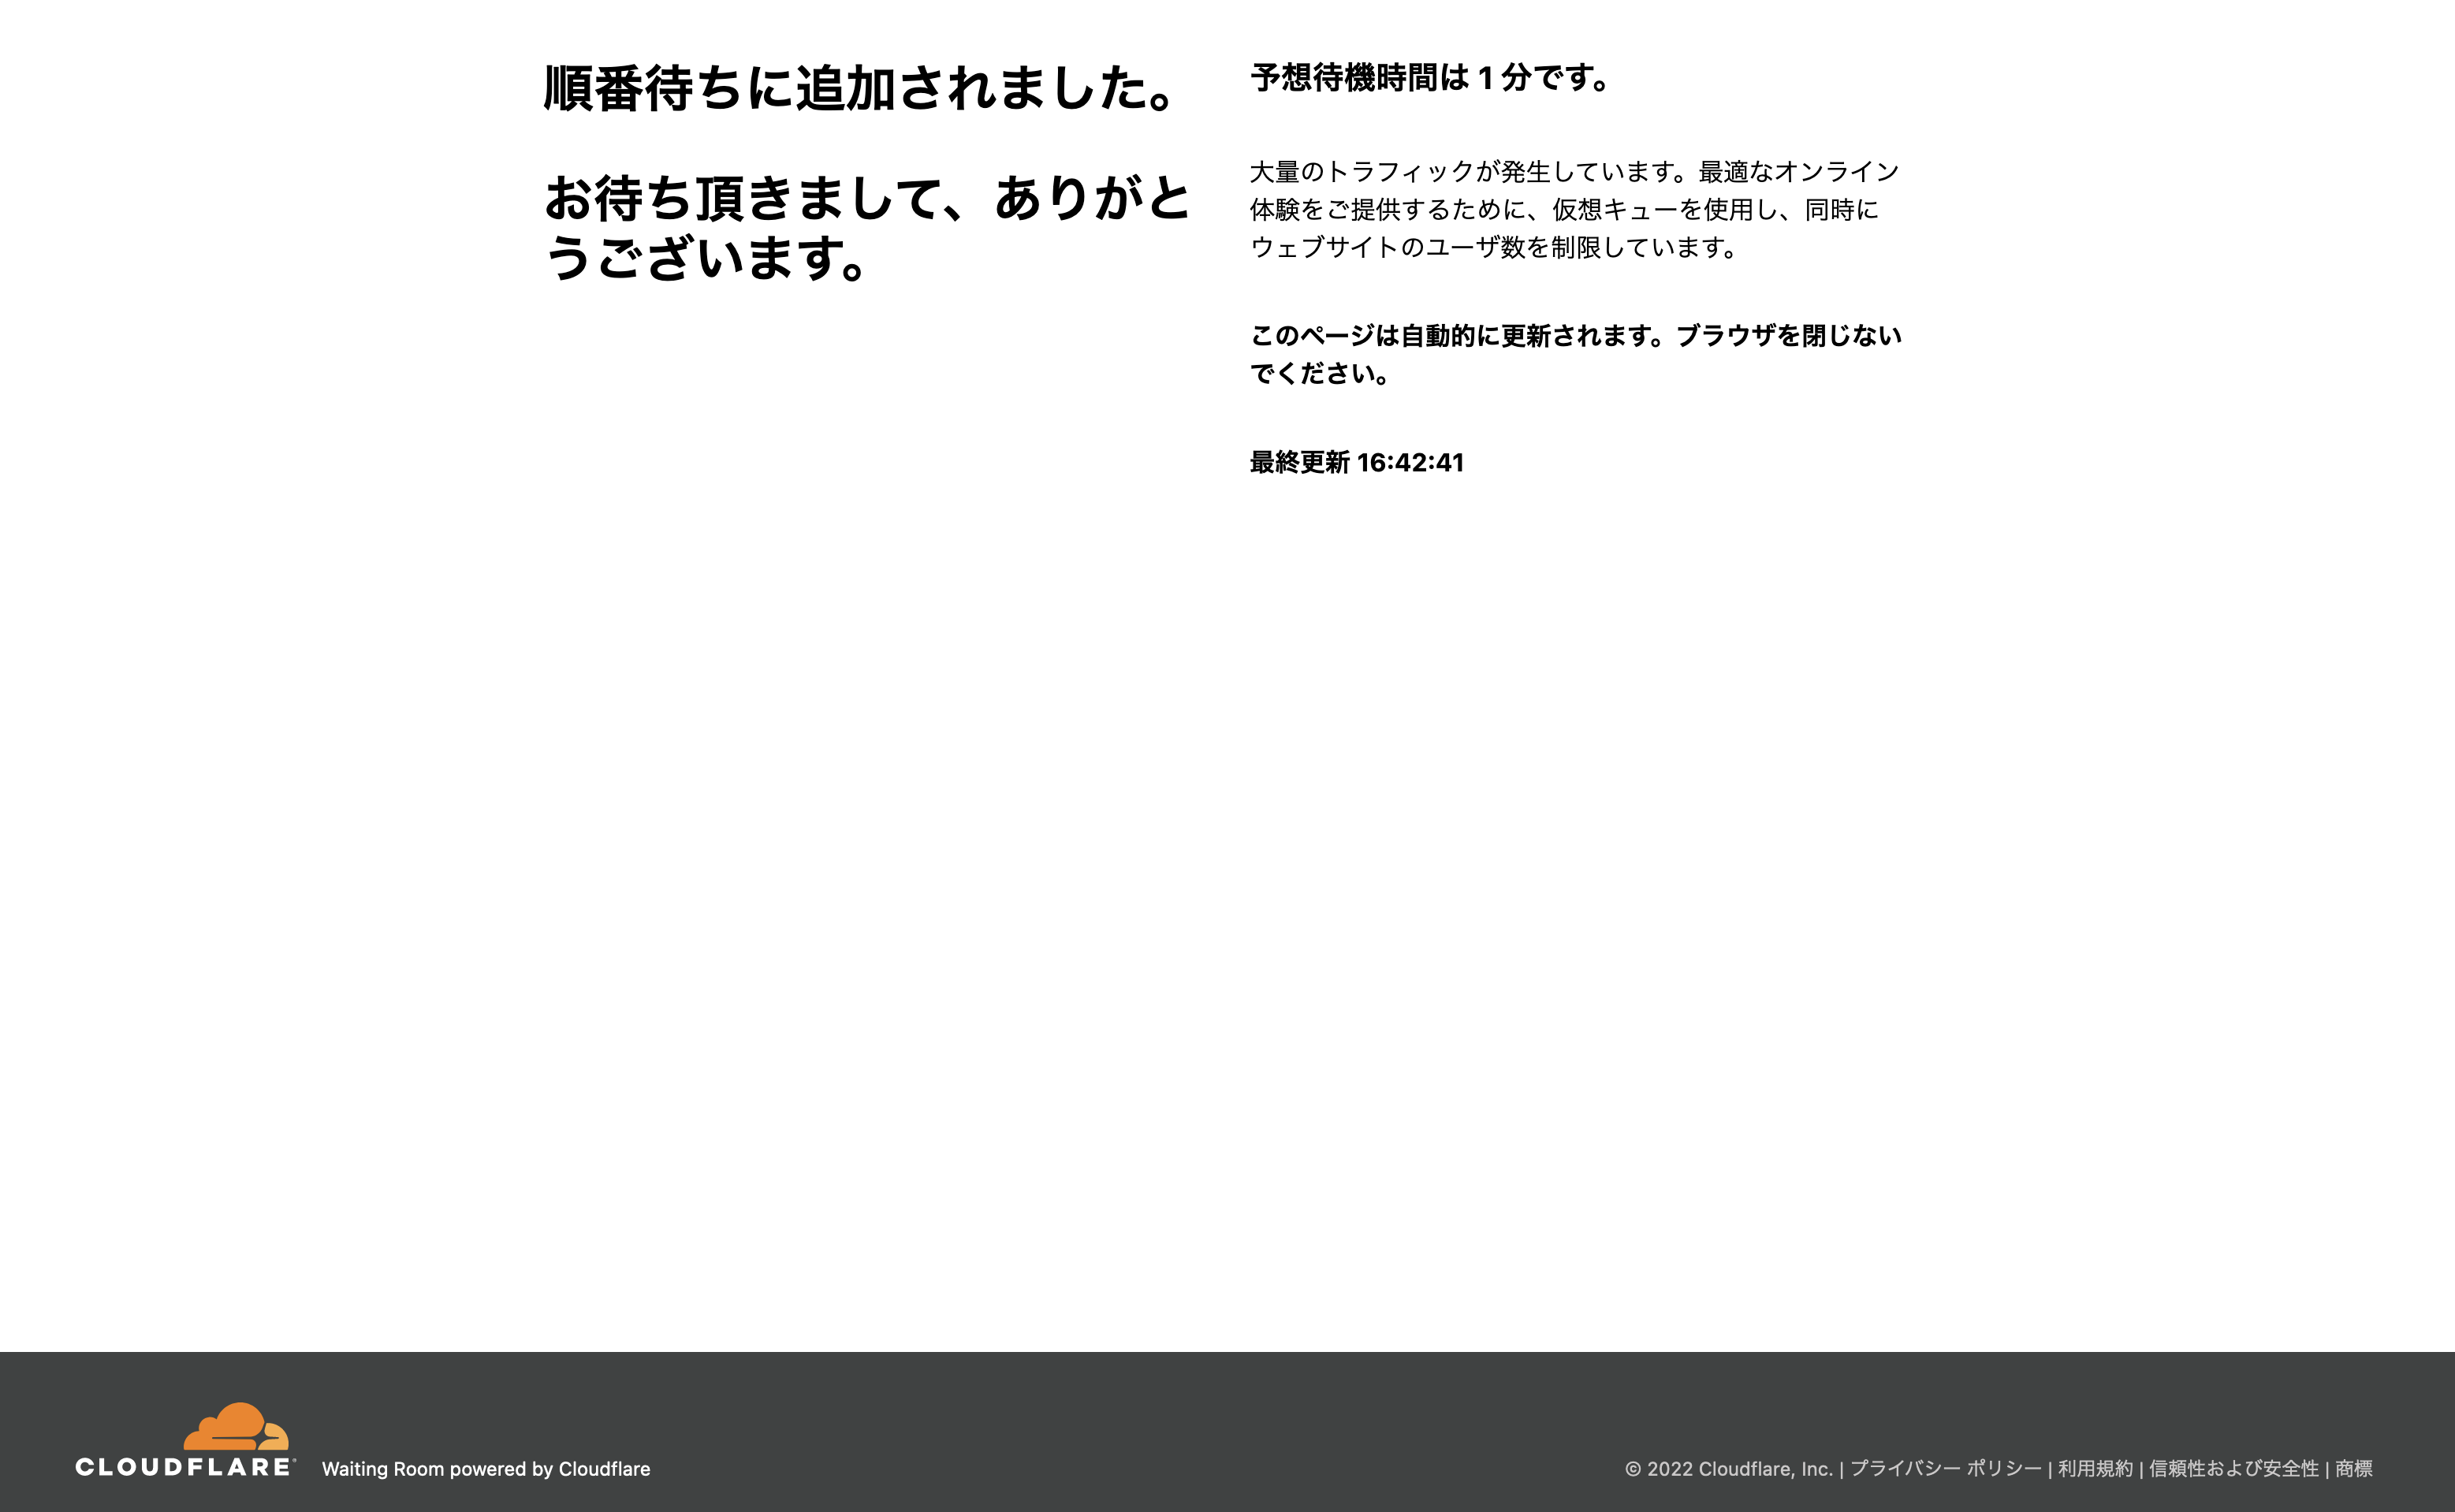 順番待ちに追加されました。
お待ち頂きまして、ありがと
うございます。
予想待機時間は 1 分です。
大量のトラフィックが発生しています。最適なオンライン
体験をご提供するために、仮想キューを使用し、同時に
ウェブサイトのユーザ数を制限しています。
このページは自動的に更新されます。ブラウザを閉じない
でください。
最終更新 16:42:41
CLOUDFLARE®
Waiting Room powered by Cloudflare
© 2022 Cloudflare, Inc. | プライバシー ポリシー | 利用規約 | 信頼性および安全性 | 商標